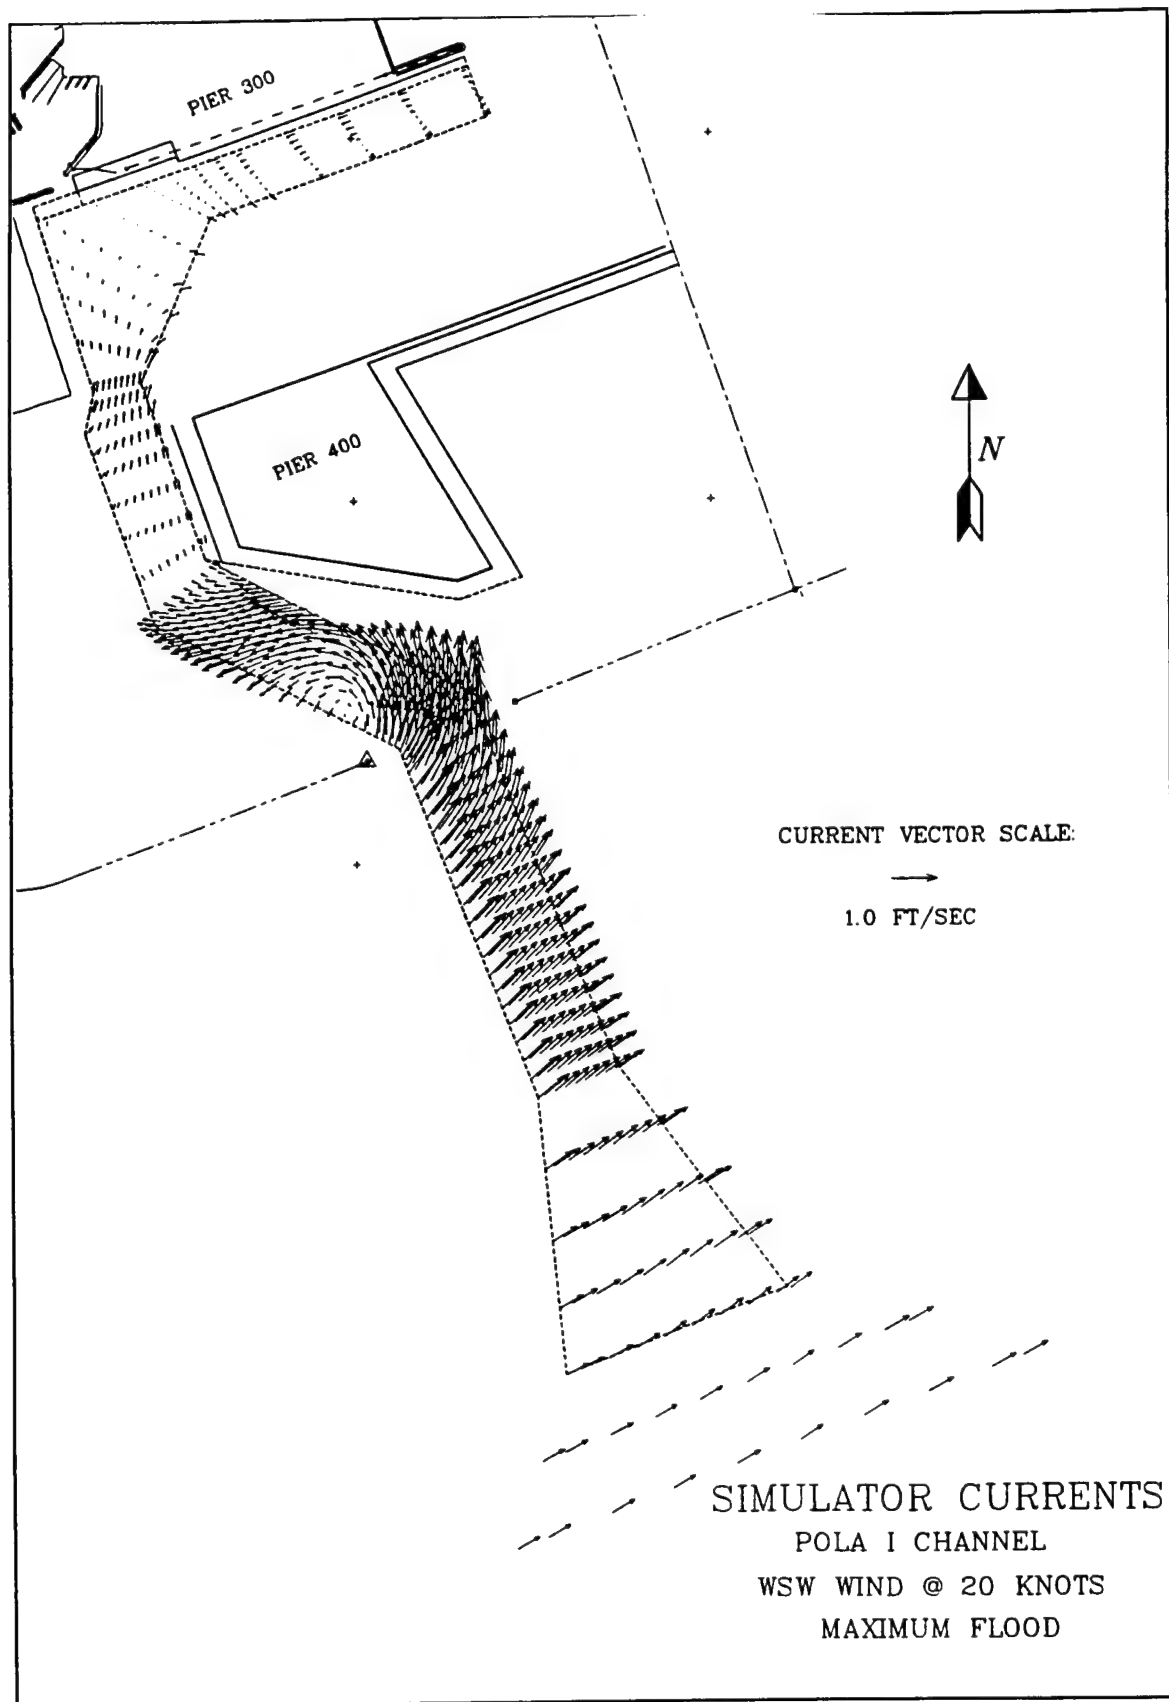 PIER 300
PIER 400
N
CURRENT VECTOR SCALE:
1.0 FT/SEC
SIMULATOR CURRENTS
POLA I CHANNEL
WSW WIND @ 20 KNOTS
MAXIMUM FLOOD